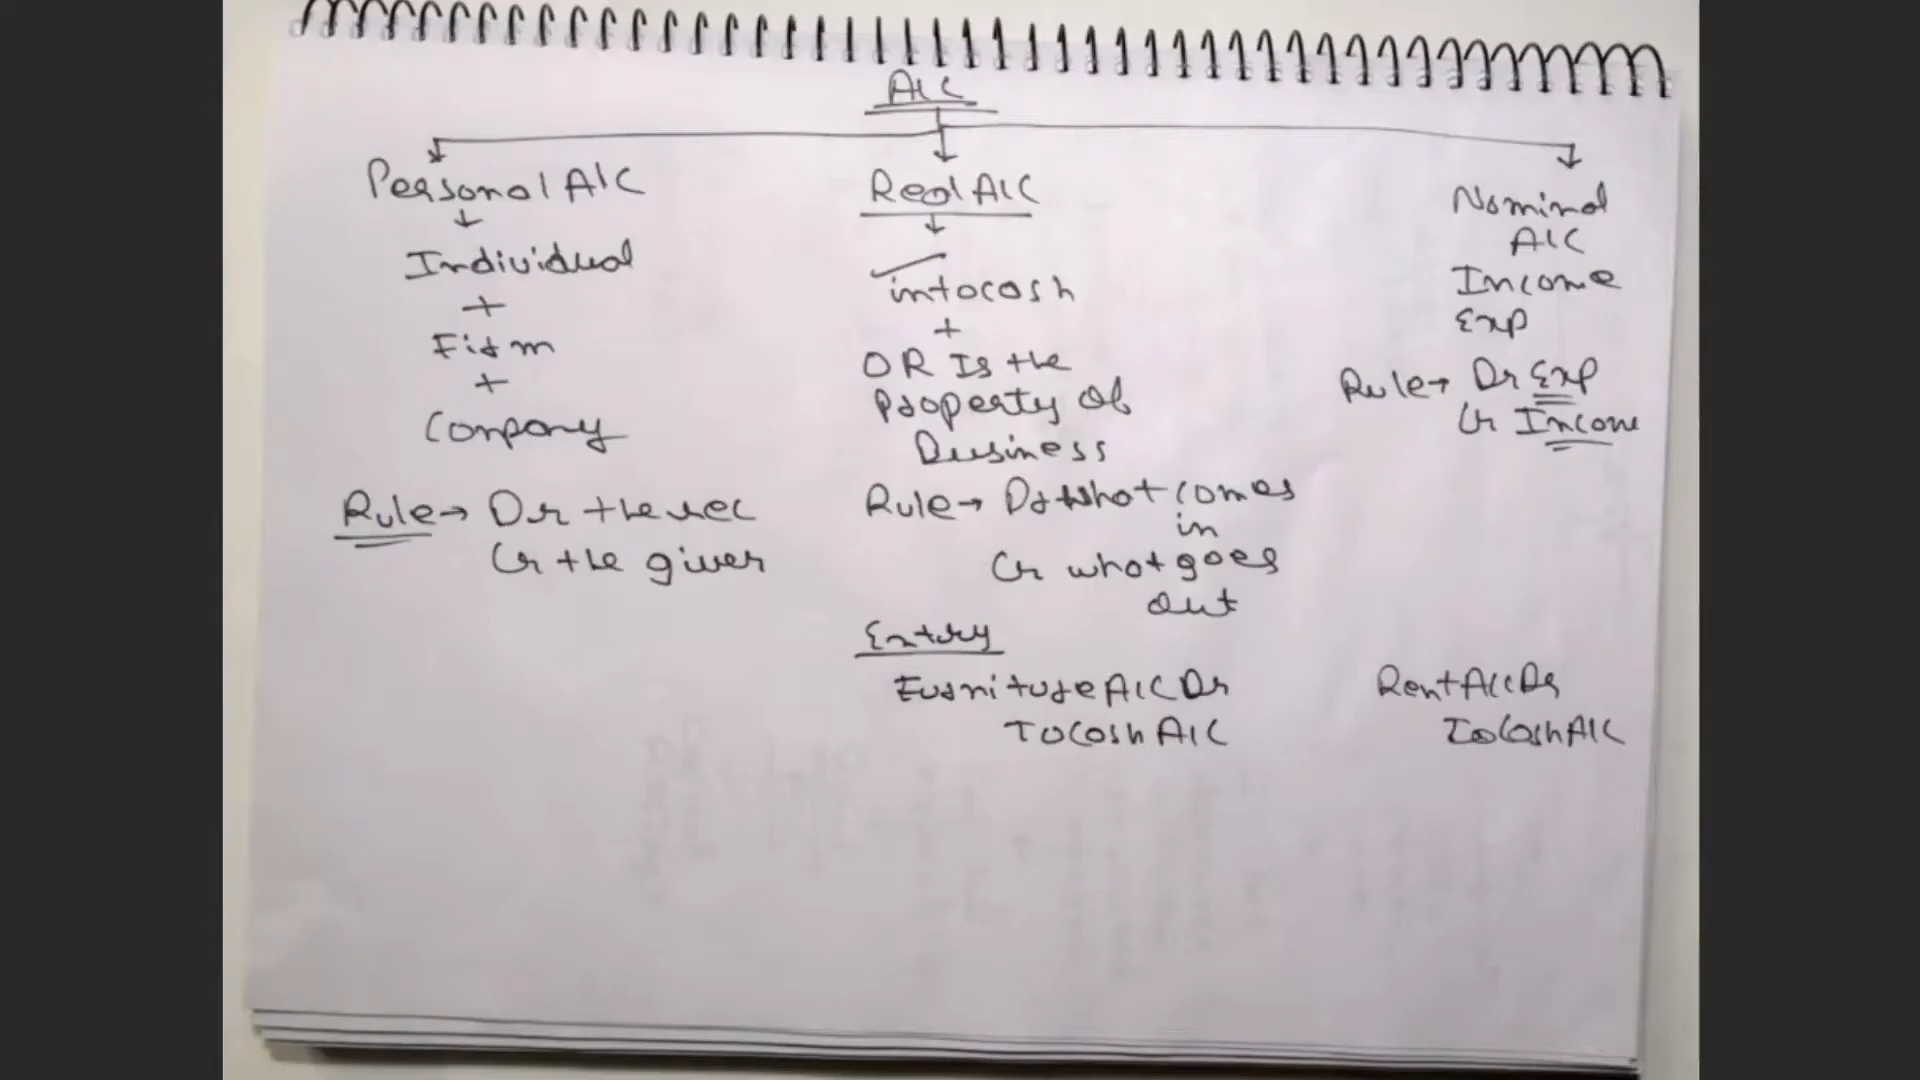 A/C
Personal A/C
Individual
+
Firm
+
Company
Rule → Dr the rec
Cr the giver
Real A/C
into cash
+
OR Is the
Property Of
Business
Rule → Dr what comes
in
Cr what goes
out
Entry
Furniture A/C Dr
To Cash A/C
Nominal
A/C
Income
Exp
Rule → Dr Exp
Cr Income
Rent A/c Dr
To Cash A/C